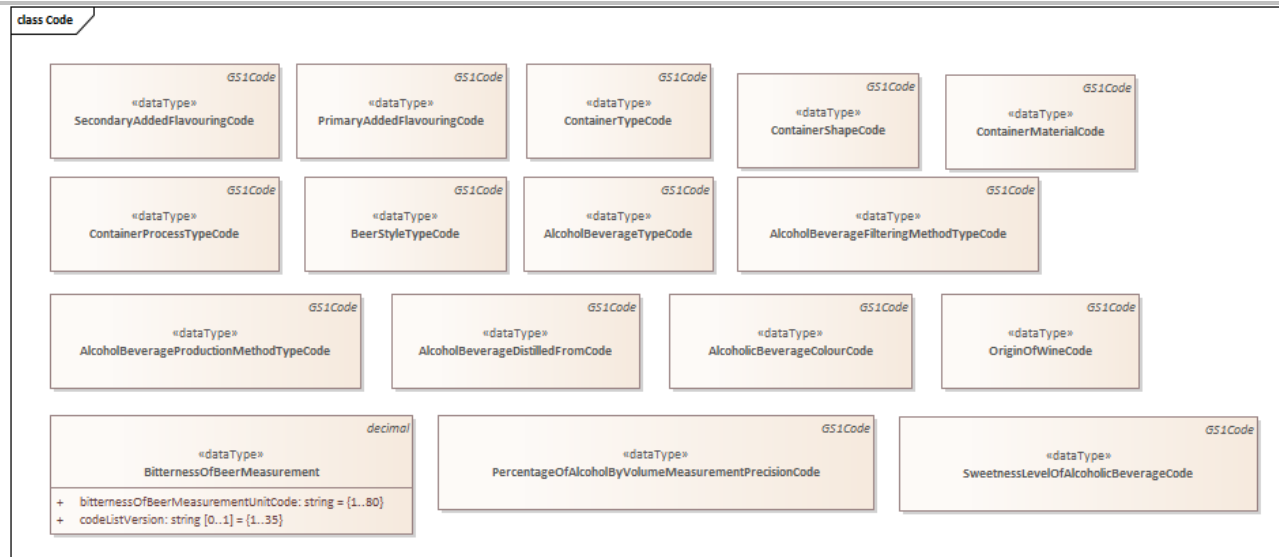 class Code
GS1Code
«dataType»
SecondaryAddedFlavouringCode
GS1Code
«dataType»
PrimaryAddedFlavouringCode
GS1Code
«dataType»
ContainerTypeCode
GS1Code
«dataType»
ContainerShapeCode
GS1Code
«dataType»
ContainerMaterialCode
GS1Code
«dataType»
ContainerProcessTypeCode
GS1Code
«dataType»
BeerStyleTypeCode
GS1Code
«dataType»
AlcoholBeverageTypeCode
GS1Code
«dataType»
AlcoholBeverageFilteringMethodTypeCode
GS1Code
«dataType»
AlcoholBeverageProductionMethodTypeCode
GS1Code
«dataType»
AlcoholBeverageDistilledFromCode
GS1Code
«dataType»
AlcoholicBeverageColourCode
GS1Code
«dataType»
OriginOfWineCode
decimal
«dataType»
BitternessOfBeerMeasurement
+ bitternessOfBeerMeasurementUnitCode: string = {1..80}
+ codeListVersion: string [0..1] = {1..35}
GS1Code
«dataType»
PercentageOfAlcoholByVolumeMeasurementPrecisionCode
GS1Code
«dataType»
SweetnessLevelOfAlcoholicBeverageCode